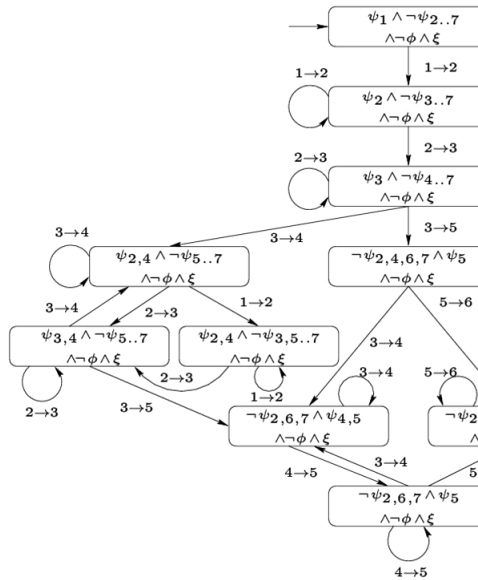 ψ₁ ∧ ¬ψ₂..₇
∧¬ϕ∧ξ
1→2
1→2
ψ₂ ∧ ¬ψ₃..₇
∧¬ϕ∧ξ
2→3
2→3
ψ₃ ∧ ¬ψ₄..₇
∧¬ϕ∧ξ
3→4
3→4
3→5
ψ₂,₄ ∧ ¬ψ₅..₇
∧¬ϕ∧ξ
¬ψ₂,₄,₆,₇ ∧ ψ₅
∧¬ϕ∧ξ
3→4
2→3
1→2
5→6
ψ₃,₄ ∧ ¬ψ₅..₇
∧¬ϕ∧ξ
ψ₂,₄ ∧ ¬ψ₃,₅..₇
∧¬ϕ∧ξ
3→4
2→3
3→4
5→6
2→3
1→2
3→5
¬ψ₂,₆,₇ ∧ ψ₄,₅
∧¬ϕ∧ξ
¬ψ₂
∧¬ϕ
4→5
3→4
5
¬ψ₂,₆,₇ ∧ ψ₅
∧¬ϕ∧ξ
4→5